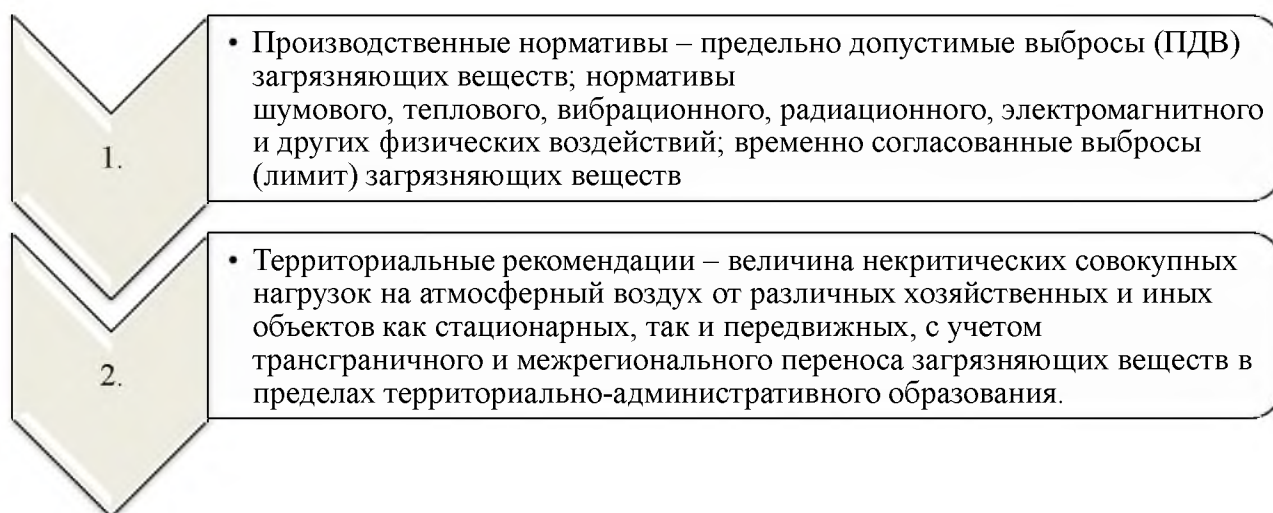 1.
• Производственные нормативы – предельно допустимые выбросы (ПДВ)
загрязняющих веществ; нормативы
шумового, теплового, вибрационного, радиационного, электромагнитного
и других физических воздействий; временно согласованные выбросы
(лимит) загрязняющих веществ
2.
• Территориальные рекомендации – величина некритических совокупных
нагрузок на атмосферный воздух от различных хозяйственных и иных
объектов как стационарных, так и передвижных, с учетом
трансграничного и межрегионального переноса загрязняющих веществ в
пределах территориально-административного образования.